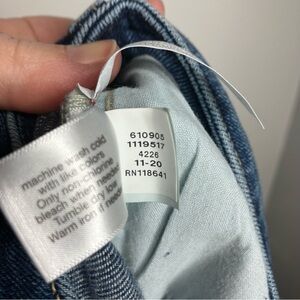 machine wash cold
with like colors
Only non-chlorine
bleach when needed
Tumble dry low
Warm iron if needed
610905
1119517
4226
11-20
RN118641